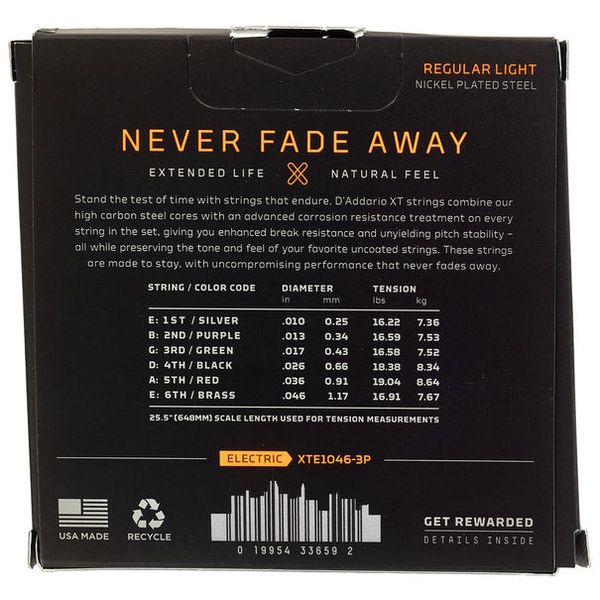 REGULAR LIGHT
NICKEL PLATED STEEL
NEVER FADE AWAY
EXTENDED LIFE NATURAL FEEL
Stand the test of time with strings that endure. D'Addario XT strings combine our
high carbon steel cores with an advanced corrosion resistance treatment on every
string in the set, giving you enhanced break resistance and unyielding pitch stability –
all while preserving the tone and feel of your favorite uncoated strings. These strings
are made to stay, with uncompromising performance that never fades away.
STRING / COLOR CODE DIAMETER TENSION
in mm lbs kg
E: 1ST / SILVER .010 0.25 16.22 7.36
B: 2ND / PURPLE .013 0.34 16.59 7.53
G: 3RD / GREEN .017 0.43 16.58 7.52
D: 4TH / BLACK .026 0.66 18.38 8.34
A: 5TH / RED .036 0.91 19.04 8.64
E: 6TH / BRASS .046 1.17 16.91 7.67
25.5" (648MM) SCALE LENGTH USED FOR TENSION MEASUREMENTS
ELECTRIC XTE1046-3P
USA MADE
RECYCLE
0 19954 33659 2
GET REWARDED
DETAILS INSIDE